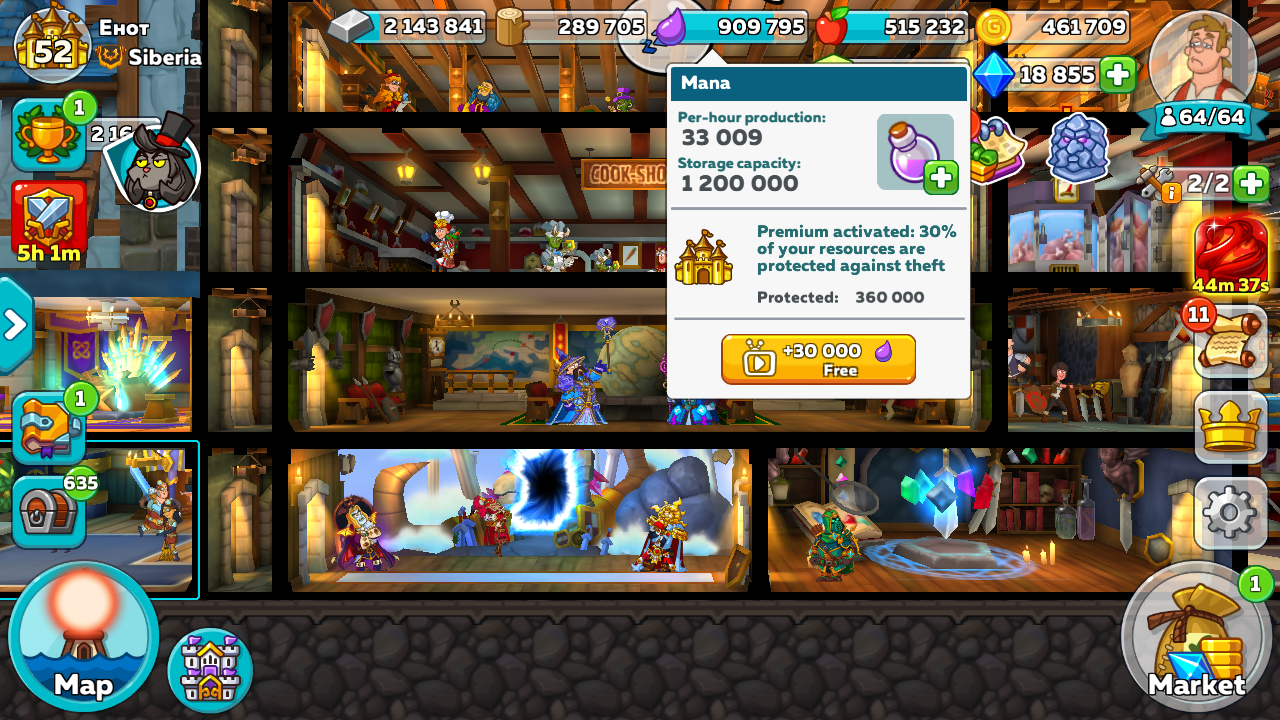 52
Енот
Siberia
2 143 841
289 705
909 795
515 232
461 709
18 855
64/64
1
2 16
5h 1m
Mana
Per-hour production:
33 009
Storage capacity:
1 200 000
Premium activated: 30%
of your resources are
protected against theft
Protected: 360 000
+30 000
Free
COOK-SHO
2/2
44m 37s
11
1
635
Map
1
Market